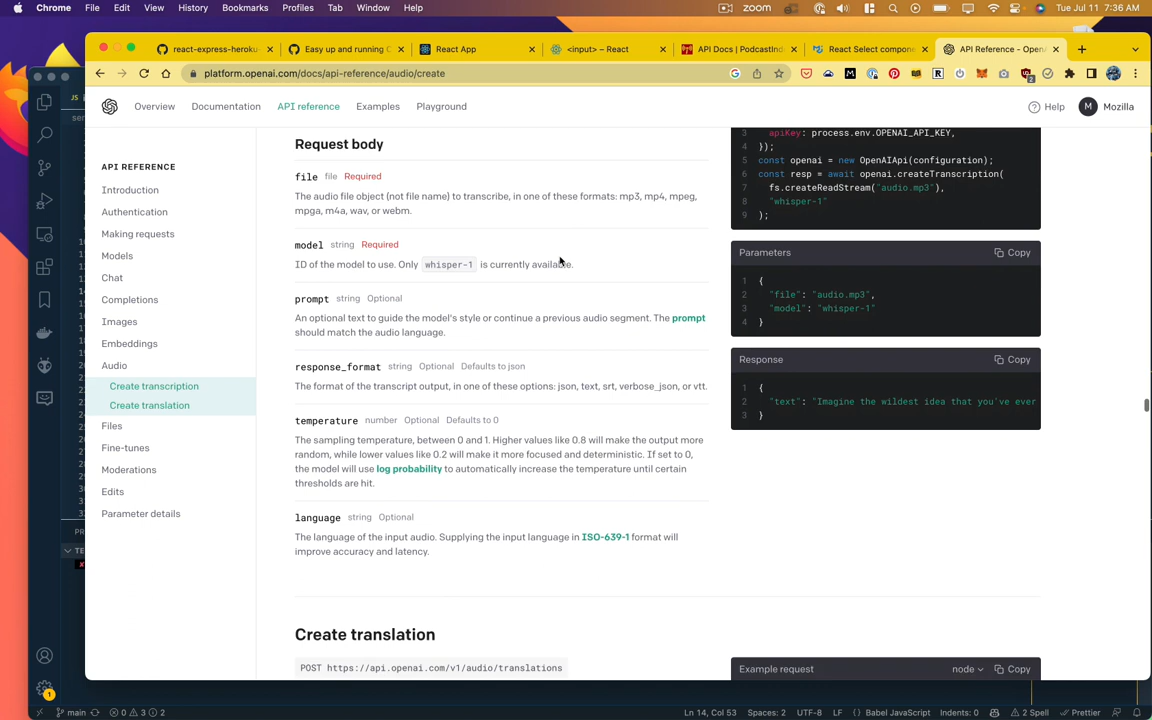 Chrome File Edit View History Bookmarks Profiles Tab Window Help
zoom
Tue Jul 11 7:36 AM
react-express-heroku-
Easy up and running C
React App
<input> – React
API Docs | PodcastInd
React Select compone
API Reference - OpenA
platform.openai.com/docs/api-reference/audio/create
Overview Documentation API reference Examples Playground
Help
M Mozilla
API REFERENCE
Introduction
Authentication
Making requests
Models
Chat
Completions
Images
Embeddings
Audio
Create transcription
Create translation
Files
Fine-tunes
Moderations
Edits
Parameter details
Request body
file file Required
The audio file object (not file name) to transcribe, in one of these formats: mp3, mp4, mpeg,
mpga, m4a, wav, or webm.
model string Required
ID of the model to use. Only whisper-1 is currently available.
prompt string Optional
An optional text to guide the model's style or continue a previous audio segment. The prompt
should match the audio language.
response_format string Optional Defaults to json
The format of the transcript output, in one of these options: json, text, srt, verbose_json, or vtt.
temperature number Optional Defaults to 0
The sampling temperature, between 0 and 1. Higher values like 0.8 will make the output more
random, while lower values like 0.2 will make it more focused and deterministic. If set to 0,
the model will use log probability to automatically increase the temperature until certain
thresholds are hit.
language string Optional
The language of the input audio. Supplying the input language in ISO-639-1 format will
improve accuracy and latency.
Create translation
POST https://api.openai.com/v1/audio/translations
3 apiKey: process.env.OPENAI_API_KEY,
4 });
5 const openai = new OpenAIApi(configuration);
6 const resp = await openai.createTranscription(
7 fs.createReadStream("audio.mp3"),
8 "whisper-1"
9 );
Parameters Copy
1 {
2 "file": "audio.mp3",
3 "model": "whisper-1"
4 }
Response Copy
1 {
2 "text": "Imagine the wildest idea that you've ever
3 }
Example request node Copy
main 0 3 2
Ln 14, Col 53 Spaces: 2 UTF-8 LF {} Babel JavaScript Indents: 0 2 Spell Prettier